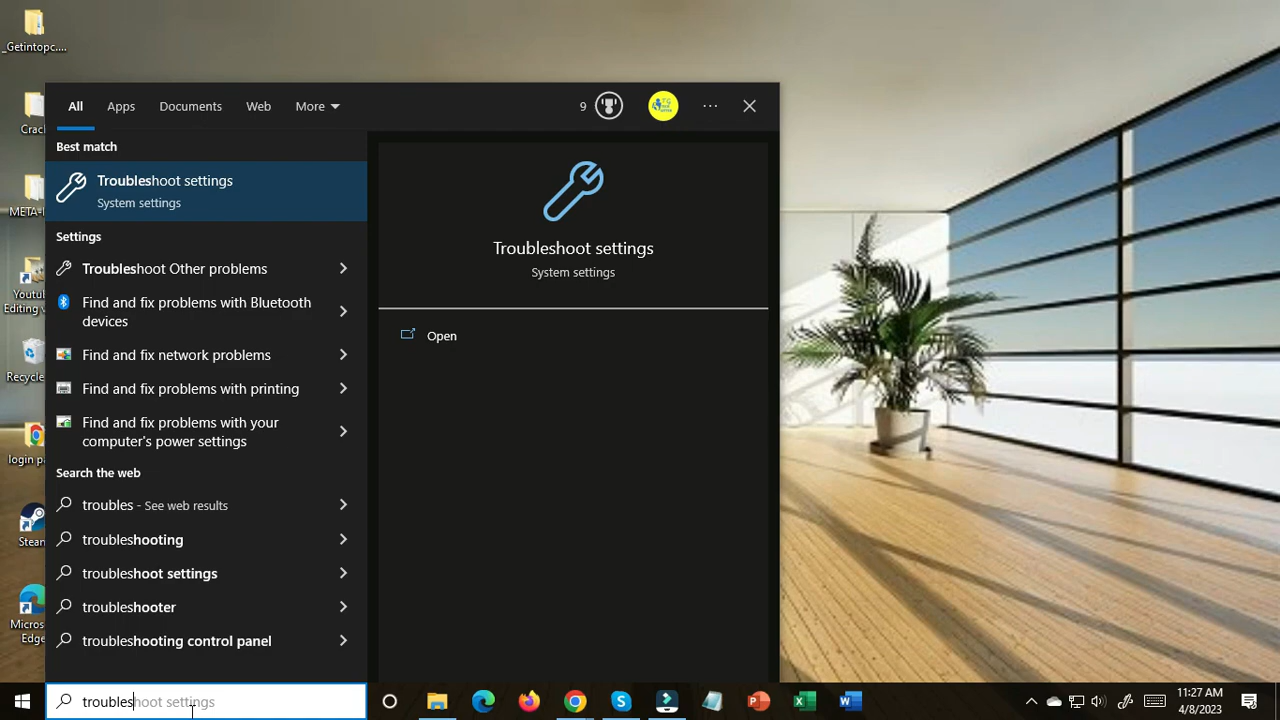 _Getintopc....
Crac
META-I
Youtub
Editing v
Recycle
login pa
Steam
Micros
Edge
All
Apps
Documents
Web
More
9
Best match
Troubleshoot settings
System settings
Settings
Troubleshoot Other problems
Find and fix problems with Bluetooth
devices
Find and fix network problems
Find and fix problems with printing
Find and fix problems with your
computer's power settings
Search the web
troubles - See web results
troubleshooting
troubleshoot settings
troubleshooter
troubleshooting control panel
Troubleshoot settings
System settings
Open
troubleshoot settings
11:27 AM
4/8/2023